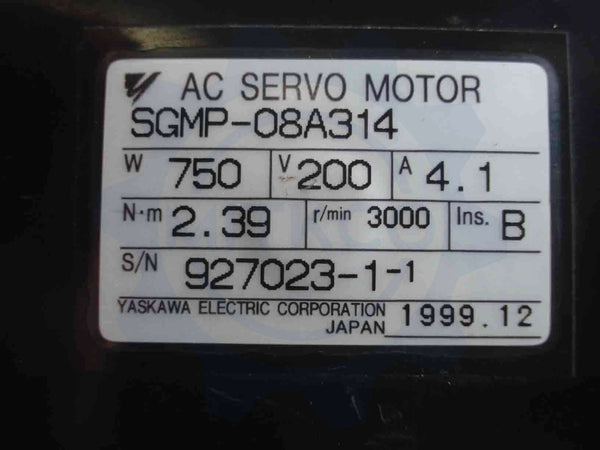 AC SERVO MOTOR
SGMP-08A314
W 750 V 200 A 4.1
N·m 2.39 r/min 3000 Ins. B
S/N 927023-1-1
YASKAWA ELECTRIC CORPORATION
JAPAN 1999.12